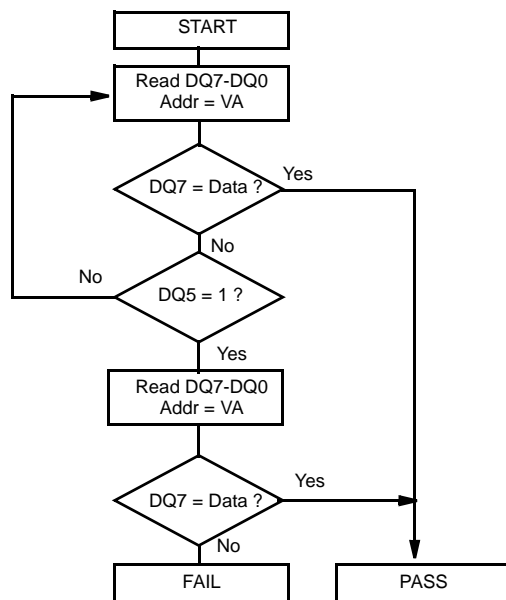 START
Read DQ7-DQ0
Addr = VA
DQ7 = Data ?
Yes
No
No
DQ5 = 1 ?
Yes
Read DQ7-DQ0
Addr = VA
DQ7 = Data ?
Yes
No
FAIL
PASS